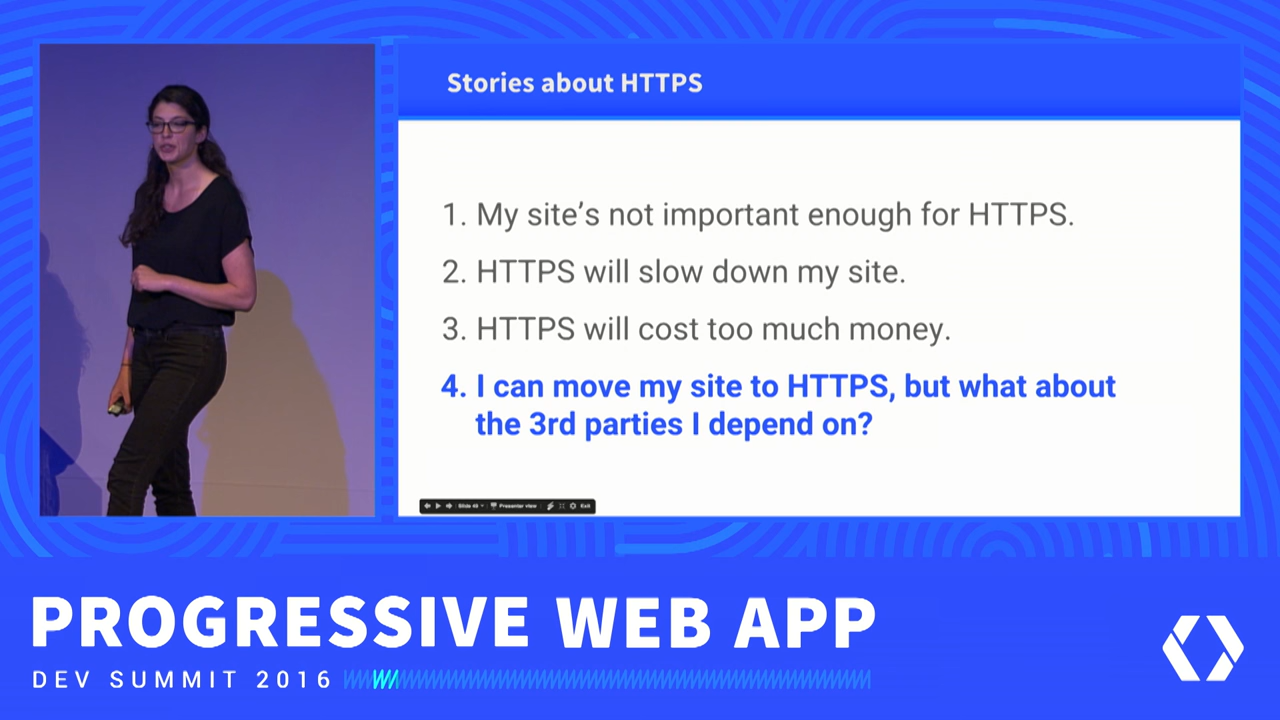 Stories about HTTPS
1. My site’s not important enough for HTTPS.
2. HTTPS will slow down my site.
3. HTTPS will cost too much money.
4. I can move my site to HTTPS, but what about
the 3rd parties I depend on?
Slide 40 Presenter view Exit
PROGRESSIVE WEB APP
DEV SUMMIT 2016